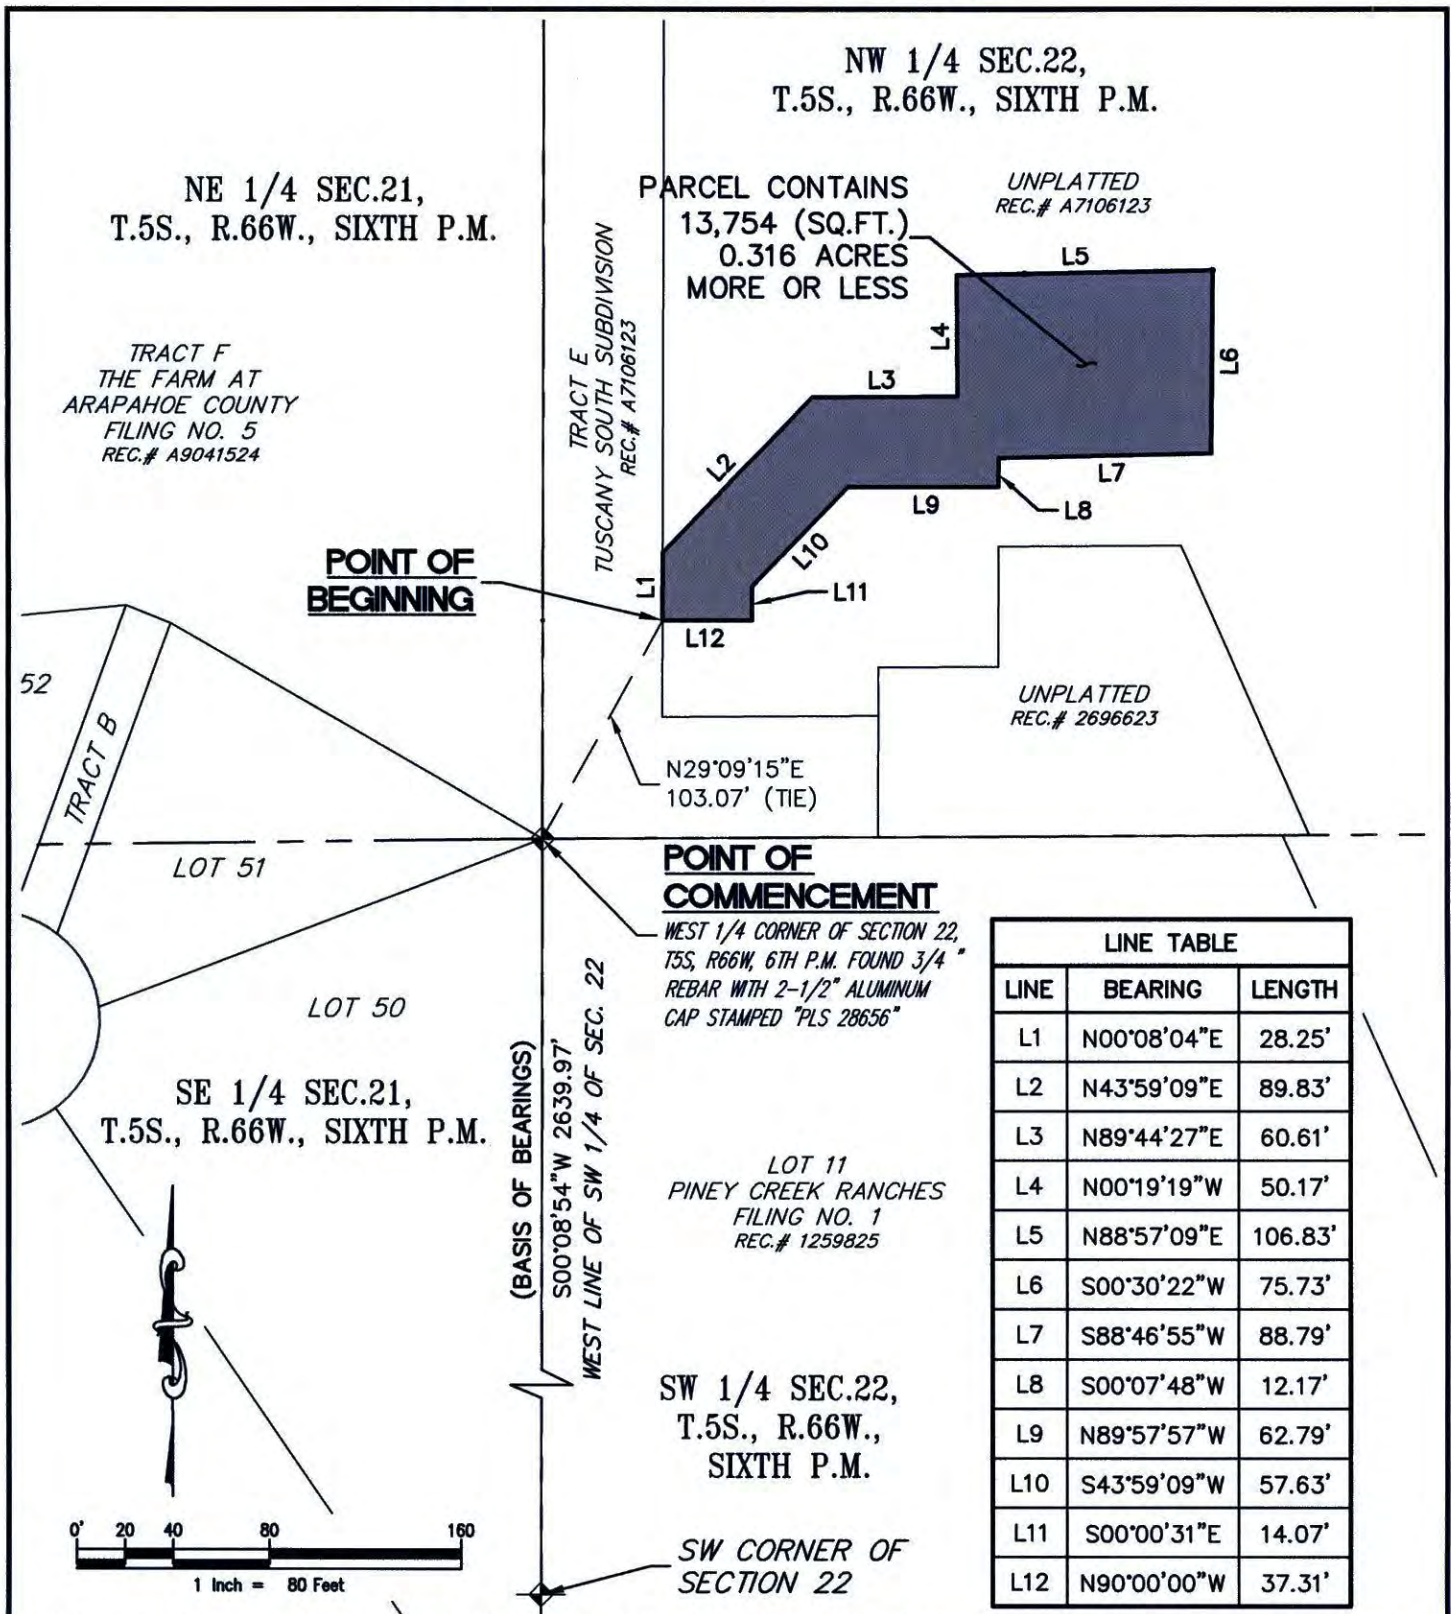 NW 1/4 SEC.22,
T.5S., R.66W., SIXTH P.M.
NE 1/4 SEC.21,
T.5S., R.66W., SIXTH P.M.
PARCEL CONTAINS
13,754 (SQ.FT.)
0.316 ACRES
MORE OR LESS
UNPLATTED
REC.# A7106123
TRACT F
THE FARM AT
ARAPAHOE COUNTY
FILING NO. 5
REC.# A9041524
TRACT E
TUSCANY SOUTH SUBDIVISION
REC.# A7106123
L5
L4
L6
L3
L2
L7
L9
L8
L10
L1
L11
L12
POINT OF
BEGINNING
52
TRACT B
UNPLATTED
REC.# 2696623
N29°09'15"E
103.07' (TIE)
LOT 51
POINT OF
COMMENCEMENT
WEST 1/4 CORNER OF SECTION 22,
T5S, R66W, 6TH P.M. FOUND 3/4 "
REBAR WITH 2-1/2" ALUMINUM
CAP STAMPED "PLS 28656"
LOT 50
SE 1/4 SEC.21,
T.5S., R.66W., SIXTH P.M.
(BASIS OF BEARINGS)
S00°08'54"W 2639.97'
WEST LINE OF SW 1/4 OF SEC. 22
LOT 11
PINEY CREEK RANCHES
FILING NO. 1
REC.# 1259825
SW 1/4 SEC.22,
T.5S., R.66W.,
SIXTH P.M.
SW CORNER OF
SECTION 22
0' 20 40 80 160
1 Inch = 80 Feet
LINE TABLE
LINE BEARING LENGTH
L1 N00°08'04"E 28.25'
L2 N43°59'09"E 89.83'
L3 N89°44'27"E 60.61'
L4 N00°19'19"W 50.17'
L5 N88°57'09"E 106.83'
L6 S00°30'22"W 75.73'
L7 S88°46'55"W 88.79'
L8 S00°07'48"W 12.17'
L9 N89°57'57"W 62.79'
L10 S43°59'09"W 57.63'
L11 S00°00'31"E 14.07'
L12 N90°00'00"W 37.31'